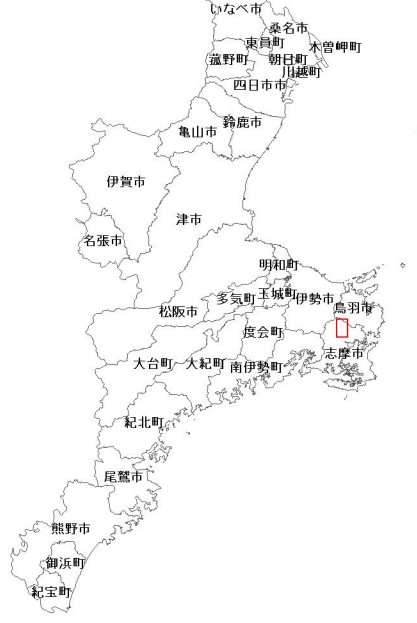 いなべ市
桑名市
東員町
木曽岬町
菰野町
朝日町
川越町
四日市市
鈴鹿市
亀山市
伊賀市
津市
名張市
明和町
玉城町
伊勢市
多気町
鳥羽市
松阪市
度会町
志摩市
大台町
大紀町
南伊勢町
紀北町
尾鷲市
熊野市
御浜町
紀宝町